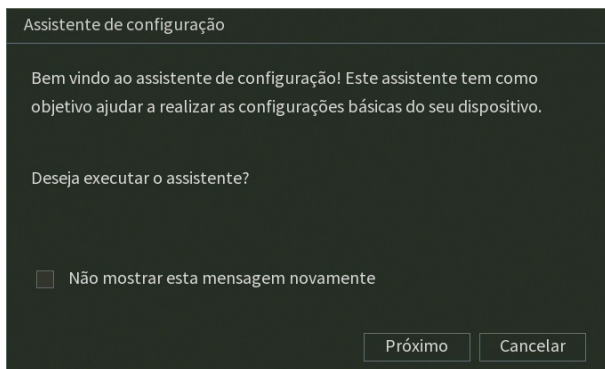 Assistente de configuração
Bem vindo ao assistente de configuração! Este assistente tem como
objetivo ajudar a realizar as configurações básicas do seu dispositivo.
Deseja executar o assistente?
Não mostrar esta mensagem novamente
Próximo
Cancelar